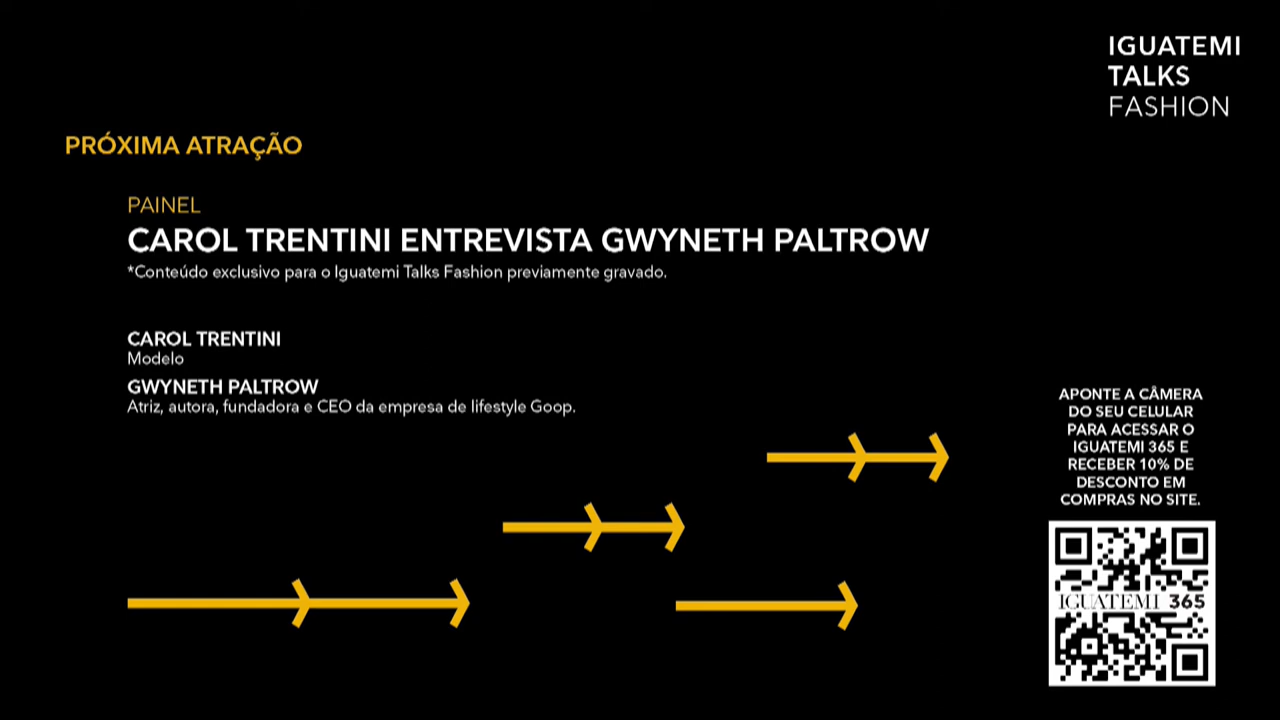 IGUATEMI
TALKS
FASHION
PRÓXIMA ATRAÇÃO
PAINEL
CAROL TRENTINI ENTREVISTA GWYNETH PALTROW
*Conteúdo exclusivo para o Iguatemi Talks Fashion previamente gravado.
CAROL TRENTINI
Modelo
GWYNETH PALTROW
Atriz, autora, fundadora e CEO da empresa de lifestyle Goop.
APONTE A CÂMERA
DO SEU CELULAR
PARA ACESSAR O
IGUATEMI 365 E
RECEBER 10% DE
DESCONTO EM
COMPRAS NO SITE.
IGUATEMI 365